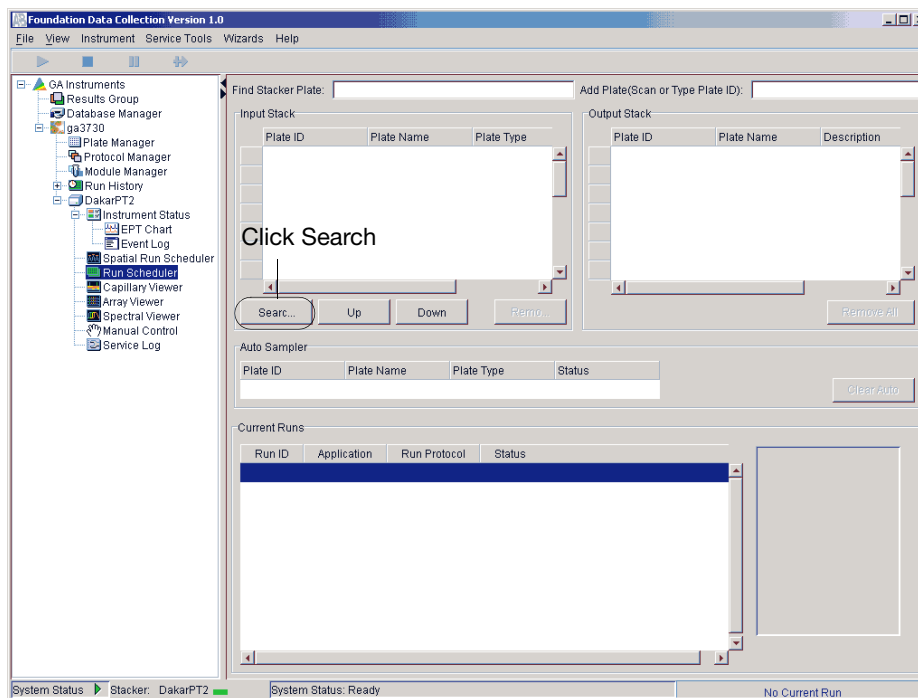 Foundation Data Collection Version 1.0
File View Instrument Service Tools Wizards Help
GA Instruments
Results Group
Database Manager
ga3730
Plate Manager
Protocol Manager
Module Manager
Run History
DakarPT2
Instrument Status
EPT Chart
Event Log
Spatial Run Scheduler
Run Scheduler
Capillary Viewer
Array Viewer
Spectral Viewer
Manual Control
Service Log
Find Stacker Plate:
Add Plate(Scan or Type Plate ID):
Input Stack
Plate ID Plate Name Plate Type
Click Search
Searc... Up Down Remo...
Output Stack
Plate ID Plate Name Description
Remove All
Auto Sampler
Plate ID Plate Name Plate Type Status
Clear Auto
Current Runs
Run ID Application Run Protocol Status
System Status Stacker: DakarPT2 System Status: Ready No Current Run